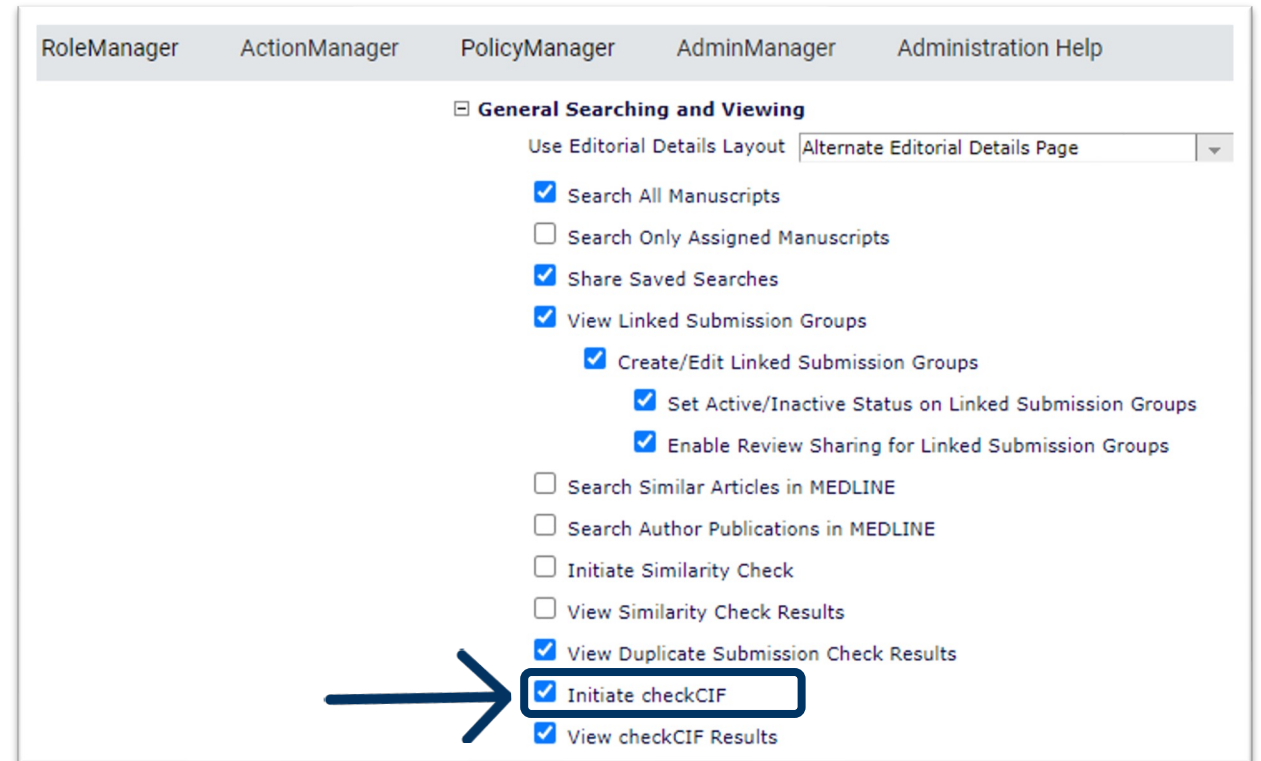 RoleManager ActionManager PolicyManager AdminManager Administration Help
General Searching and Viewing
Use Editorial Details Layout Alternate Editorial Details Page
Search All Manuscripts
Search Only Assigned Manuscripts
Share Saved Searches
View Linked Submission Groups
Create/Edit Linked Submission Groups
Set Active/Inactive Status on Linked Submission Groups
Enable Review Sharing for Linked Submission Groups
Search Similar Articles in MEDLINE
Search Author Publications in MEDLINE
Initiate Similarity Check
View Similarity Check Results
View Duplicate Submission Check Results
Initiate checkCIF
View checkCIF Results